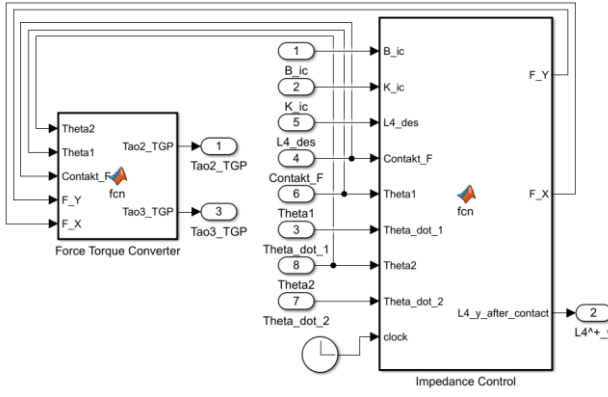 Theta2
Theta1
Contakt_F
F_Y
F_X
Tao2_TGP
Tao3_TGP
fcn
Force Torque Converter
1
Tao2_TGP
3
Tao3_TGP
1
B_ic
2
K_ic
5
L4_des
4
Contakt_F
6
Theta1
3
Theta_dot_1
8
Theta2
7
Theta_dot_2
B_ic
K_ic
L4_des
Contakt_F
Theta1
Theta_dot_1
Theta2
Theta_dot_2
clock
fcn
F_Y
F_X
L4_y_after_contact
Impedance Control
2